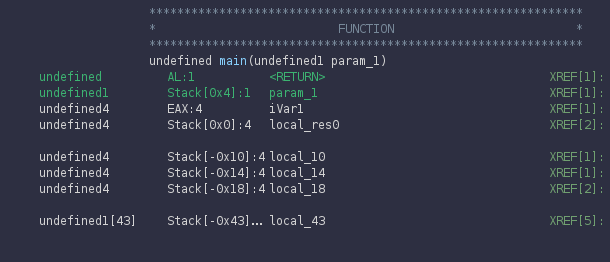 ************************************************************
* FUNCTION *
************************************************************
undefined main(undefined1 param_1)
undefined AL:1 <RETURN> XREF[1]:
undefined1 Stack[0x4]:1 param_1 XREF[1]:
undefined4 EAX:4 iVar1 XREF[1]:
undefined4 Stack[0x0]:4 local_res0 XREF[2]:
undefined4 Stack[-0x10]:4 local_10 XREF[1]:
undefined4 Stack[-0x14]:4 local_14 XREF[1]:
undefined4 Stack[-0x18]:4 local_18 XREF[2]:
undefined1[43] Stack[-0x43]... local_43 XREF[5]: